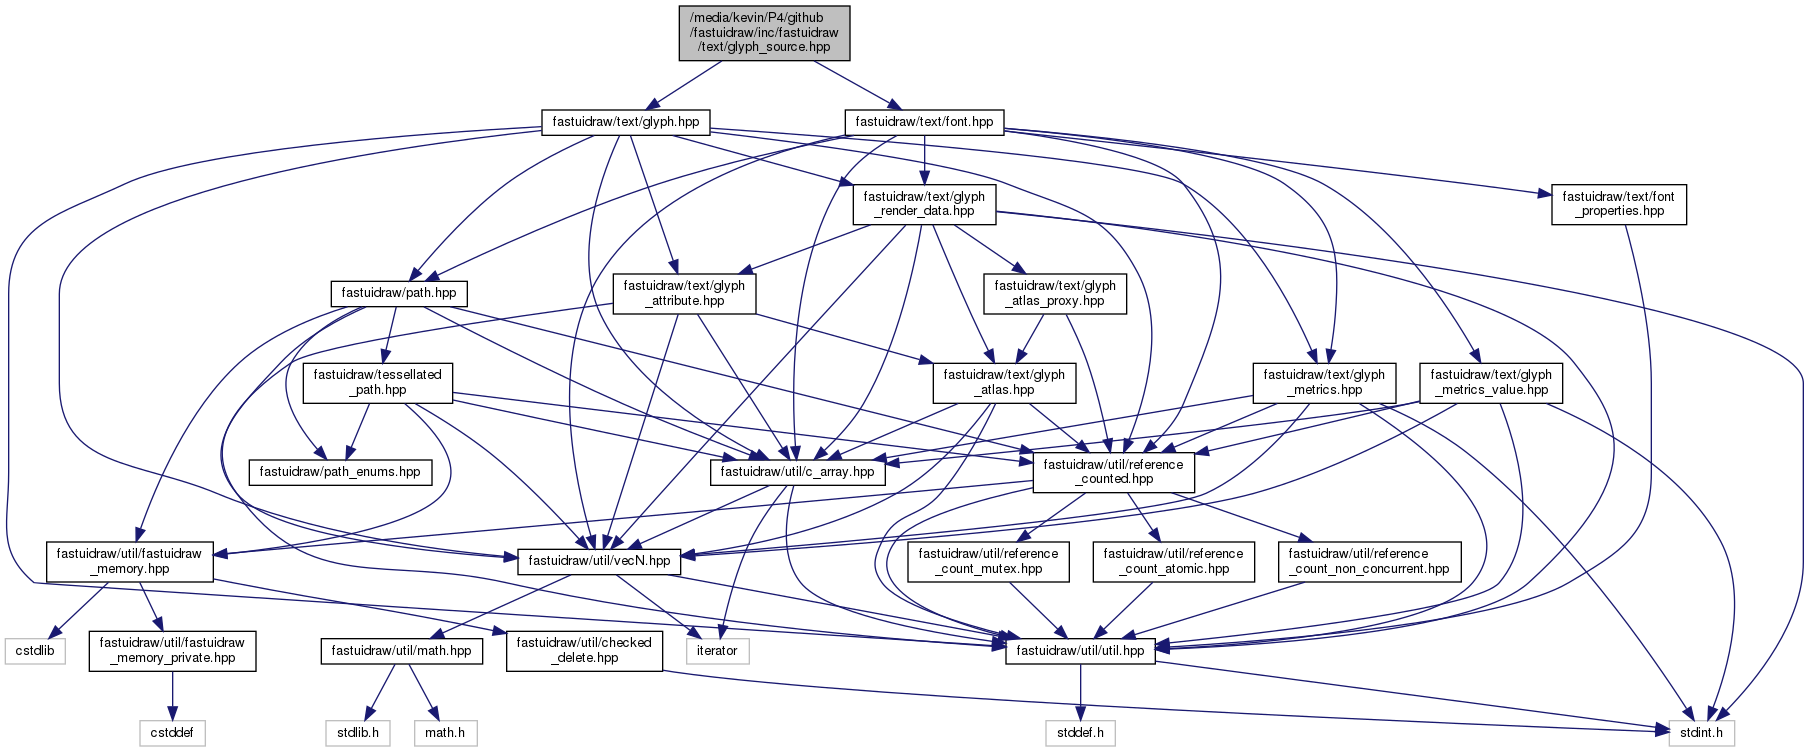 /media/kevin/P4/github
/fastuidraw/inc/fastuidraw
/text/glyph_source.hpp
fastuidraw/text/glyph.hpp
fastuidraw/text/font.hpp
fastuidraw/text/glyph
_render_data.hpp
fastuidraw/text/font
_properties.hpp
fastuidraw/path.hpp
fastuidraw/text/glyph
_attribute.hpp
fastuidraw/text/glyph
_atlas_proxy.hpp
fastuidraw/tessellated
_path.hpp
fastuidraw/text/glyph
_atlas.hpp
fastuidraw/text/glyph
_metrics.hpp
fastuidraw/text/glyph
_metrics_value.hpp
fastuidraw/path_enums.hpp
fastuidraw/util/c_array.hpp
fastuidraw/util/reference
_counted.hpp
fastuidraw/util/fastuidraw
_memory.hpp
fastuidraw/util/vecN.hpp
fastuidraw/util/reference
_count_mutex.hpp
fastuidraw/util/reference
_count_atomic.hpp
fastuidraw/util/reference
_count_non_concurrent.hpp
cstdlib
fastuidraw/util/fastuidraw
_memory_private.hpp
fastuidraw/util/math.hpp
fastuidraw/util/checked
_delete.hpp
iterator
fastuidraw/util/util.hpp
cstddef
stdlib.h
math.h
stddef.h
stdint.h